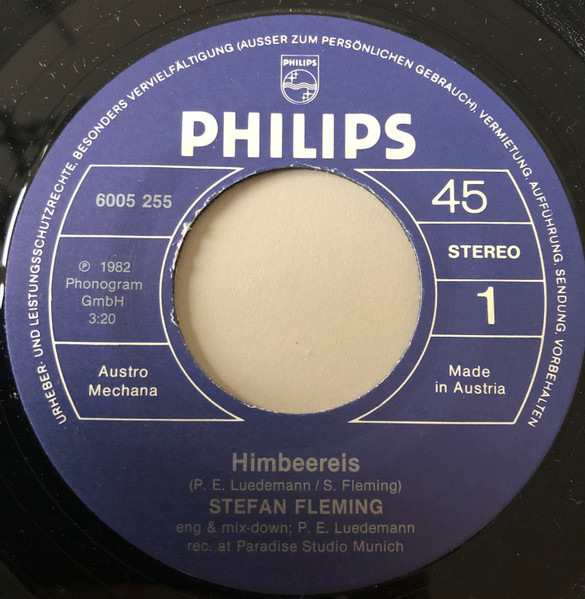 URHEBER- UND LEISTUNGSSCHUTZRECHTE, BESONDERS VERVIELFÄLTIGUNG (AUSSER ZUM PERSÖNLICHEN GEBRAUCH), VERMIETUNG, AUFFÜHRUNG, SENDUNG, VORBEHALTEN
PHILIPS
PHILIPS
6005 255
45
STEREO
℗ 1982
Phonogram
GmbH
3:20
1
Austro
Mechana
Made
in Austria
Himbeereis
(P. E. Luedemann / S. Fleming)
STEFAN FLEMING
eng & mix-down; P. E. Luedemann
rec. at Paradise Studio Munich